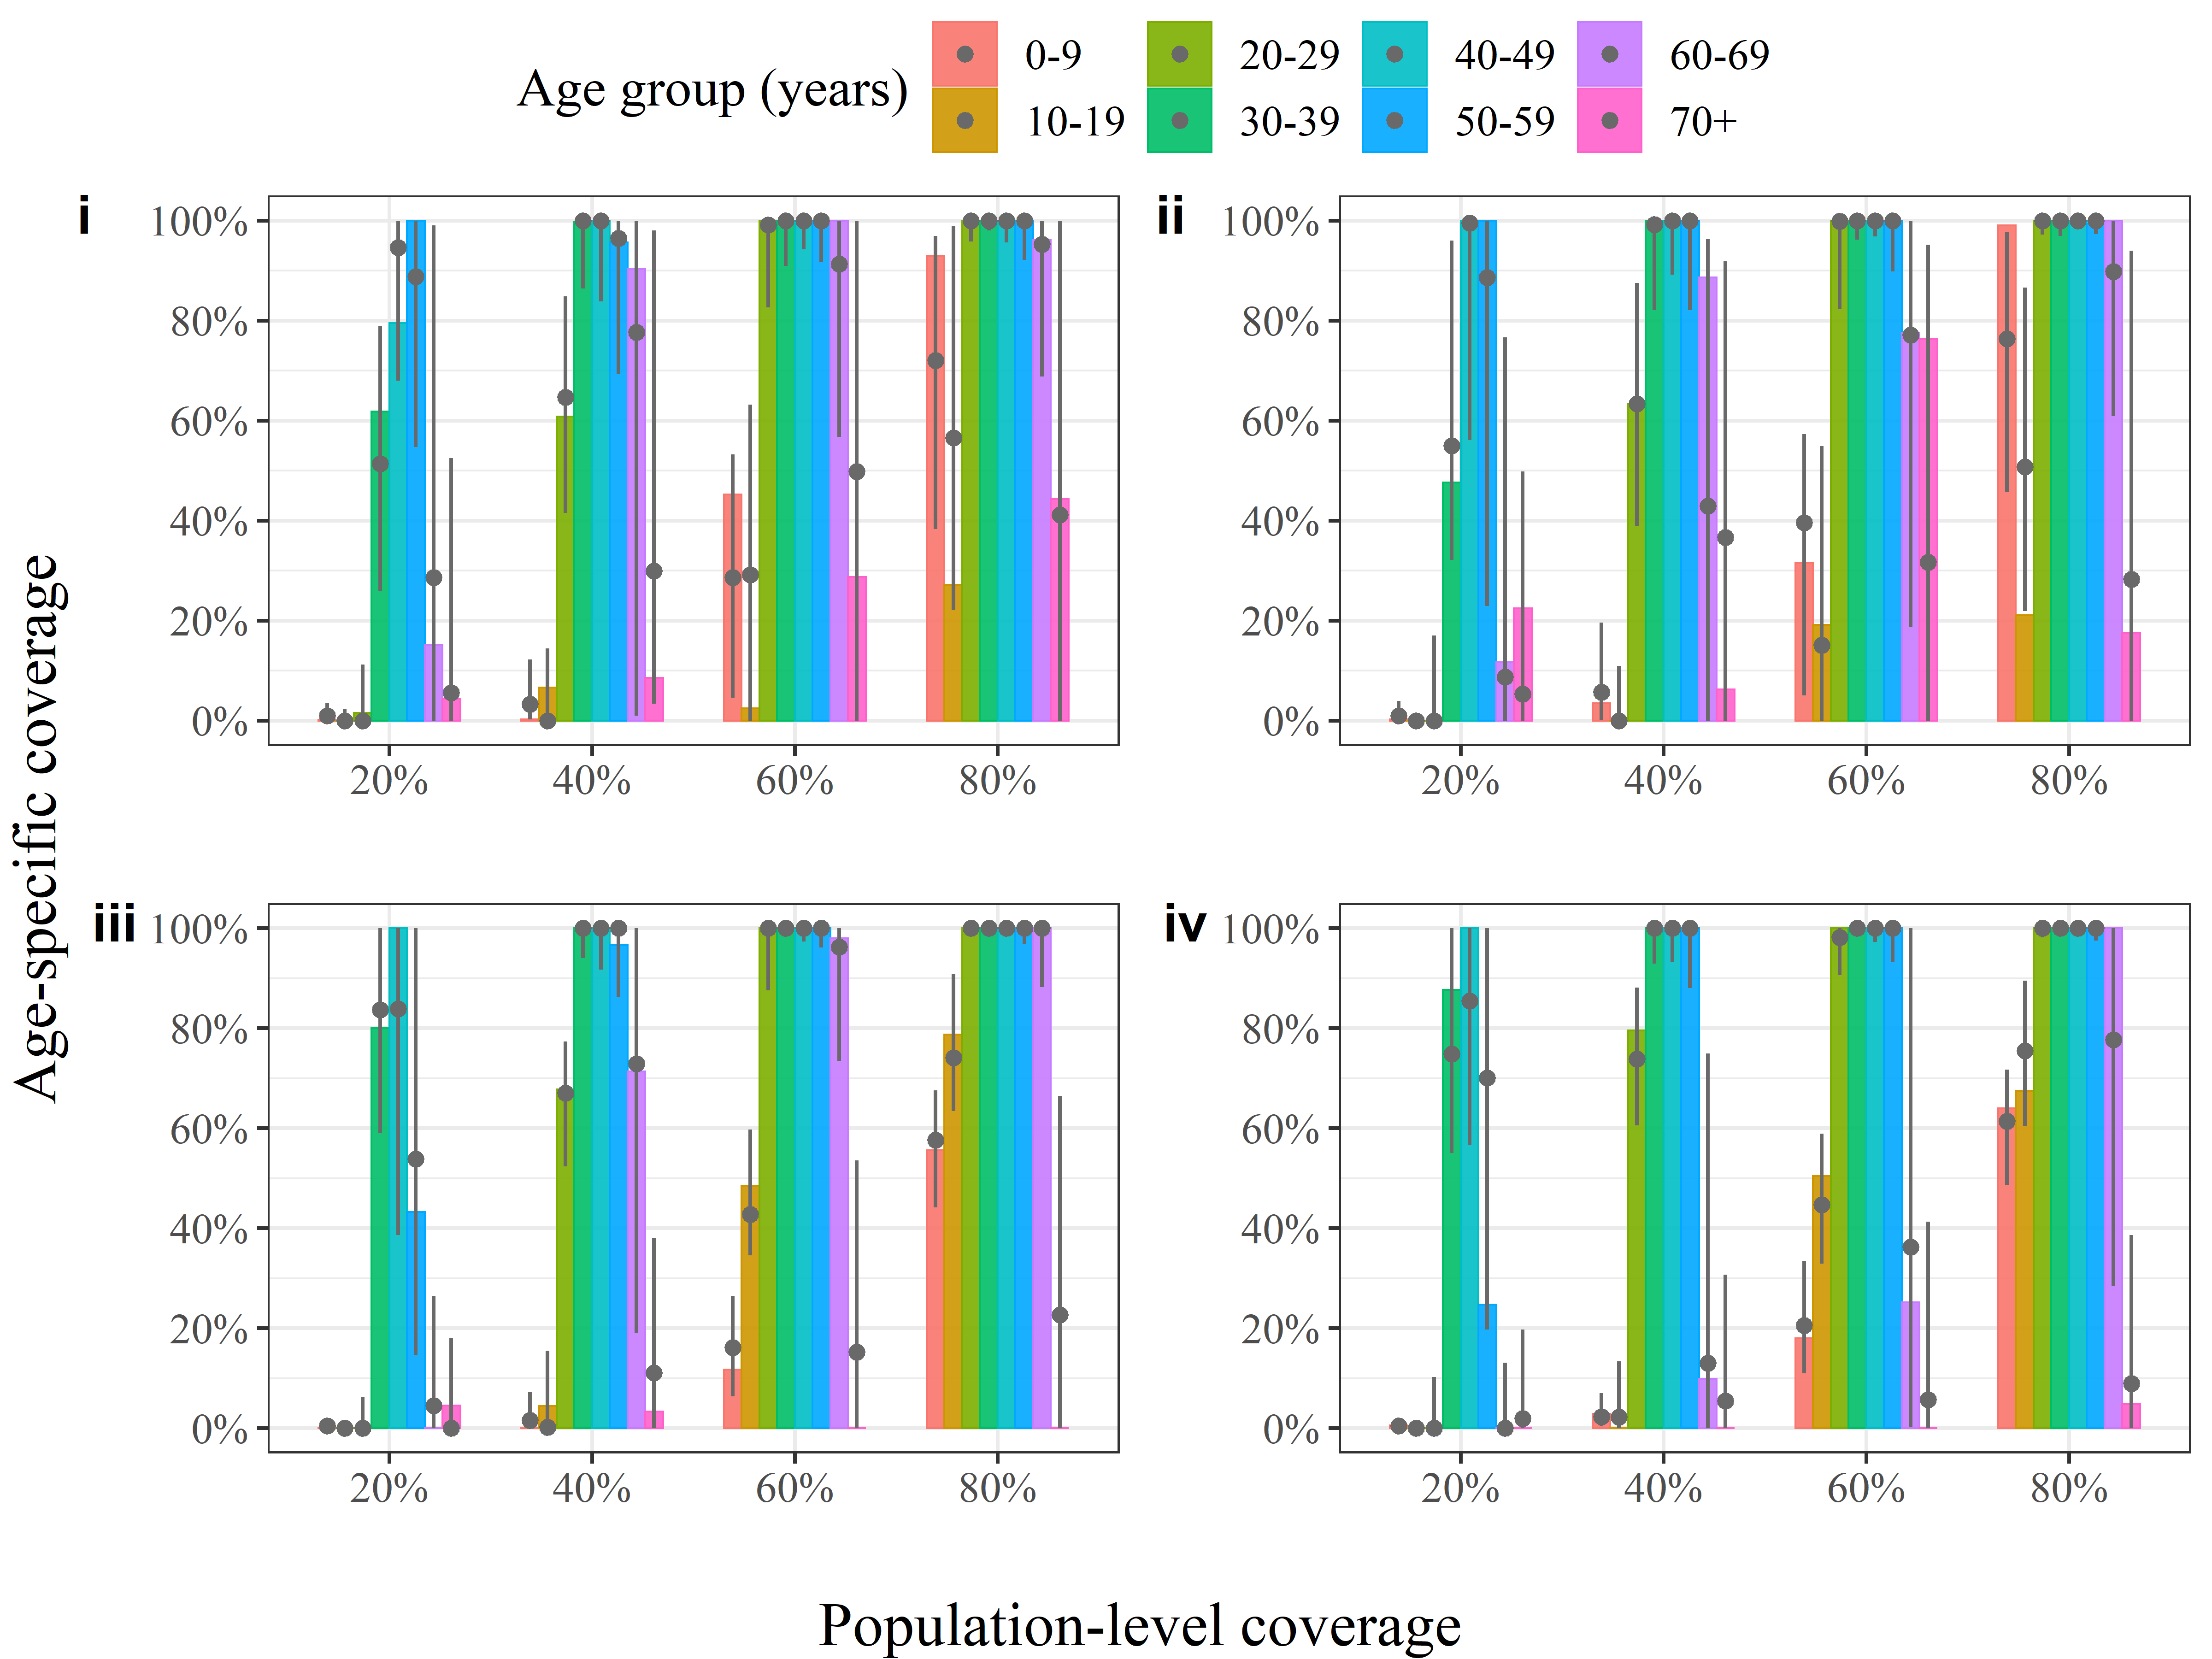 Age group (years)
0-9 20-29 40-49 60-69
10-19 30-39 50-59 70+
i ii
100% 100%
80% 80%
60% 60%
40% 40%
20% 20%
0% 0%
20% 40% 60% 80% 20% 40% 60% 80%
Age-specific coverage
iii iv
100% 100%
80% 80%
60% 60%
40% 40%
20% 20%
0% 0%
20% 40% 60% 80% 20% 40% 60% 80%
Population-level coverage